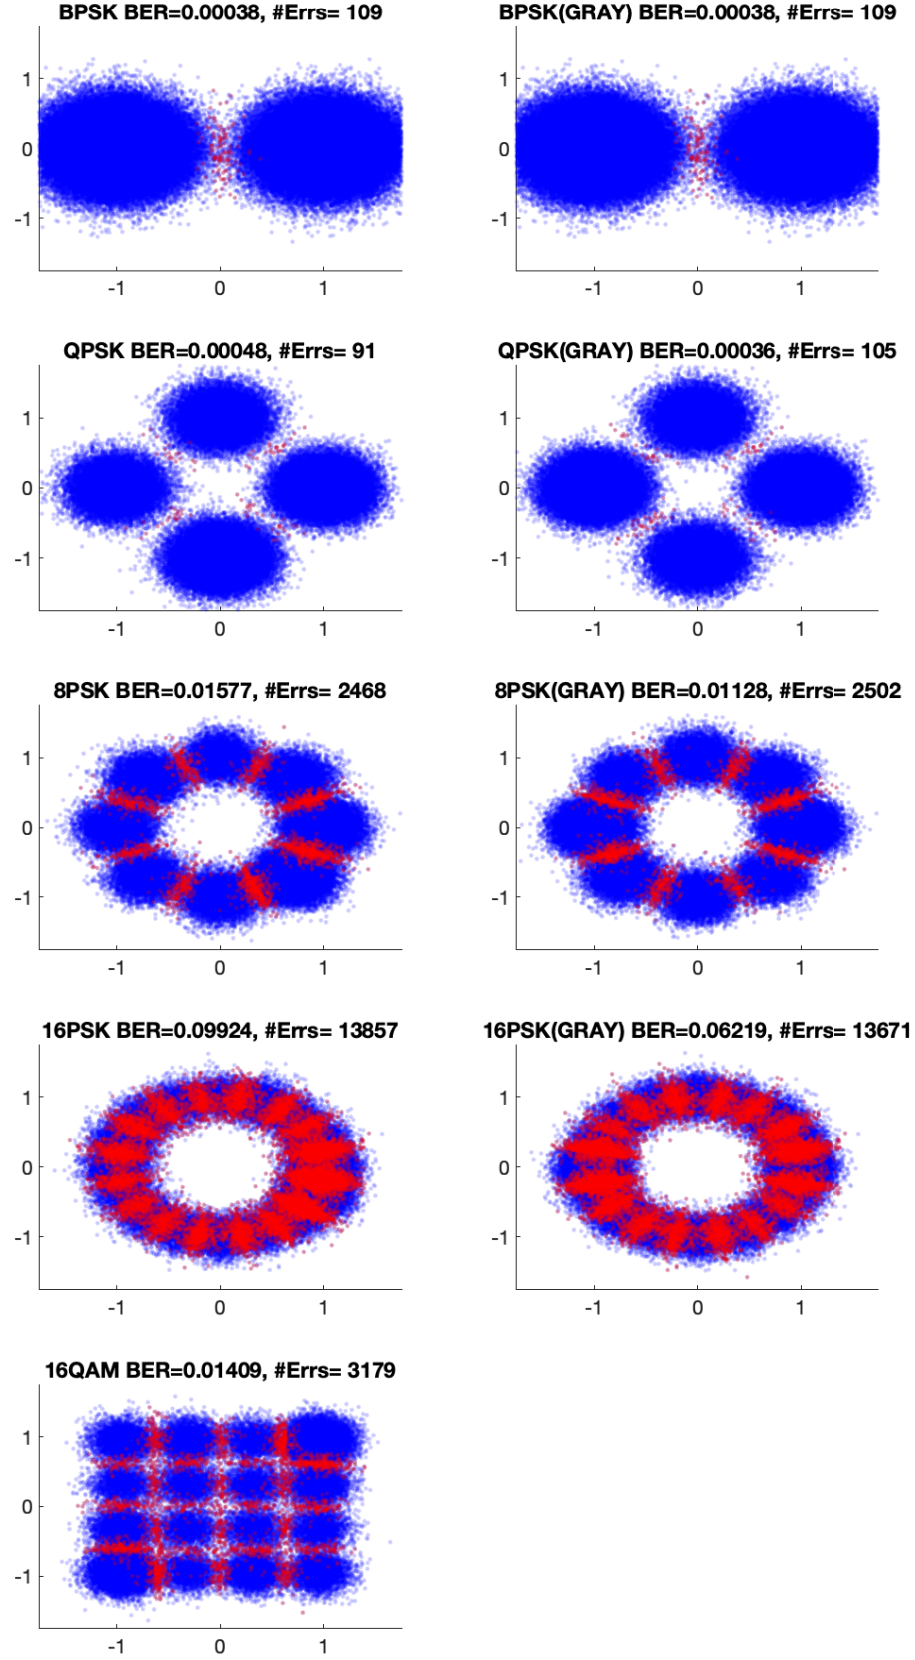 BPSK BER=0.00038, #Errs= 109
BPSK(GRAY) BER=0.00038, #Errs= 109
1
0
-1
-1 0 1
1
0
-1
-1 0 1
QPSK BER=0.00048, #Errs= 91
QPSK(GRAY) BER=0.00036, #Errs= 105
1
0
-1
-1 0 1
1
0
-1
-1 0 1
8PSK BER=0.01577, #Errs= 2468
8PSK(GRAY) BER=0.01128, #Errs= 2502
1
0
-1
-1 0 1
1
0
-1
-1 0 1
16PSK BER=0.09924, #Errs= 13857
16PSK(GRAY) BER=0.06219, #Errs= 13671
1
0
-1
-1 0 1
1
0
-1
-1 0 1
16QAM BER=0.01409, #Errs= 3179
1
0
-1
-1 0 1